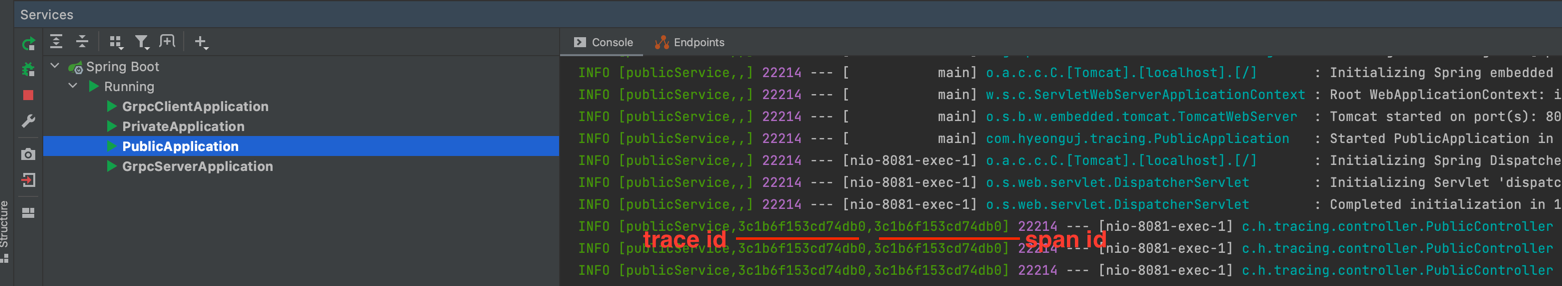 Services
Console
Endpoints
Spring Boot
Running
GrpcClientApplication
PrivateApplication
PublicApplication
GrpcServerApplication
Structure
INFO [publicService,,] 22214 --- [           main] o.a.c.c.C.[Tomcat].[localhost].[/]       : Initializing Spring embedded
INFO [publicService,,] 22214 --- [           main] w.s.c.ServletWebServerApplicationContext : Root WebApplicationContext: i
INFO [publicService,,] 22214 --- [           main] o.s.b.w.embedded.tomcat.TomcatWebServer  : Tomcat started on port(s): 80
INFO [publicService,,] 22214 --- [           main] com.hyeonguj.tracing.PublicApplication   : Started PublicApplication in
INFO [publicService,,] 22214 --- [nio-8081-exec-1] o.a.c.c.C.[Tomcat].[localhost].[/]       : Initializing Spring Dispatche
INFO [publicService,,] 22214 --- [nio-8081-exec-1] o.s.web.servlet.DispatcherServlet        : Initializing Servlet 'dispatc
INFO [publicService,,] 22214 --- [nio-8081-exec-1] o.s.web.servlet.DispatcherServlet        : Completed initialization in 1
INFO [publicService,3c1b6f153cd74db0,3c1b6f153cd74db0] 22214 --- [nio-8081-exec-1] c.h.tracing.controller.PublicController
trace id
span id
INFO [publicService,3c1b6f153cd74db0,3c1b6f153cd74db0] 22214 --- [nio-8081-exec-1] c.h.tracing.controller.PublicController
INFO [publicService,3c1b6f153cd74db0,3c1b6f153cd74db0] 22214 --- [nio-8081-exec-1] c.h.tracing.controller.PublicController